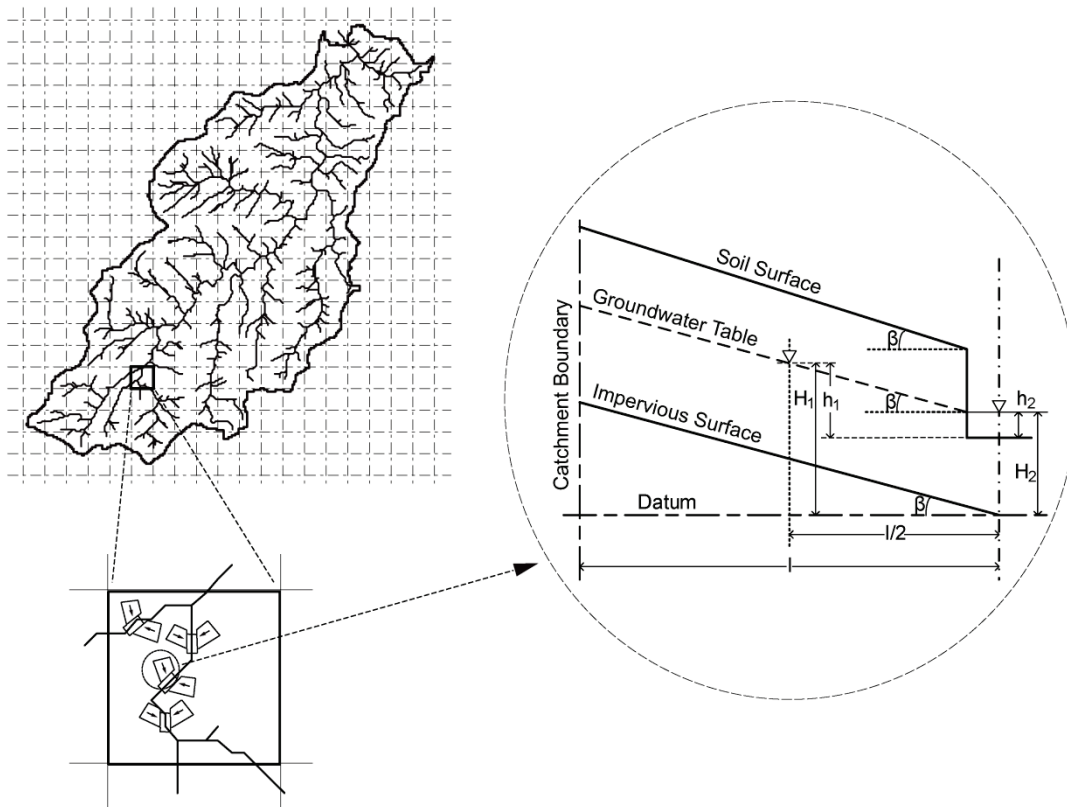 Soil Surface
Groundwater Table
Impervious Surface
Catchment Boundary
Datum
β
β
β
H₁
h₁
h₂
H₂
l/2
l